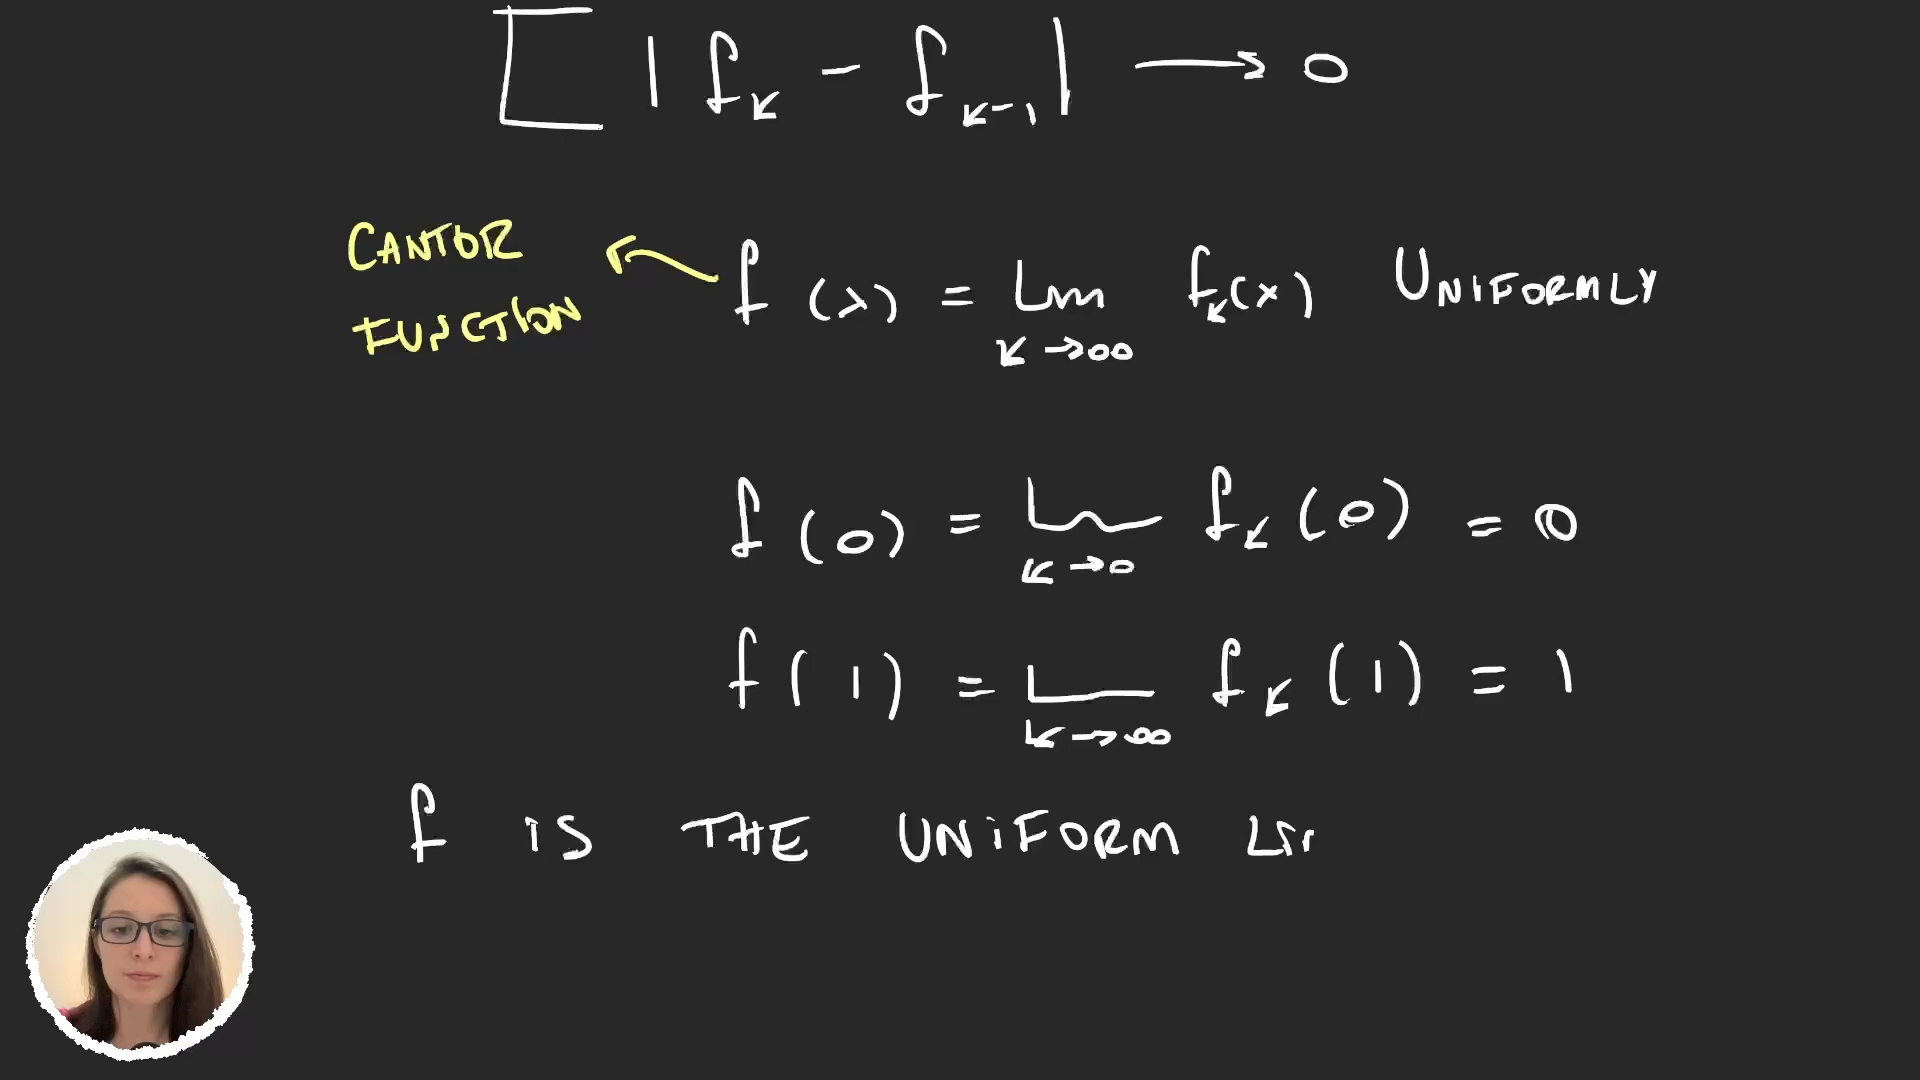 [ | f_k - f_{k-1} | → 0
CANTOR FUNCTION ← f(x) = Lim_{k→∞} f_k(x) UNIFORMLY
f(0) = Lim_{k→0} f_k(0) = 0
f(1) = Lim_{k→∞} f_k(1) = 1
f is THE UNiFORM